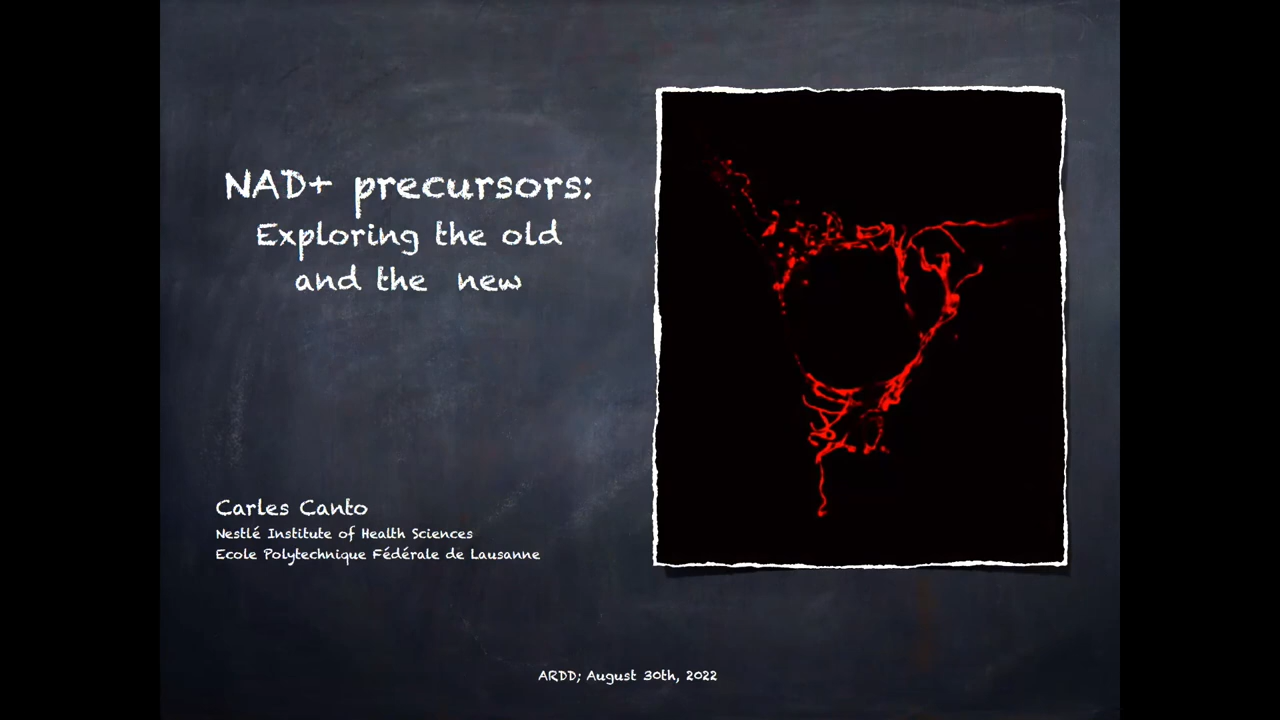 NAD+ precursors:
Exploring the old
and the new
Carles Canto
Nestlé Institute of Health Sciences
Ecole Polytechnique Fédérale de Lausanne
ARDD; August 30th, 2022